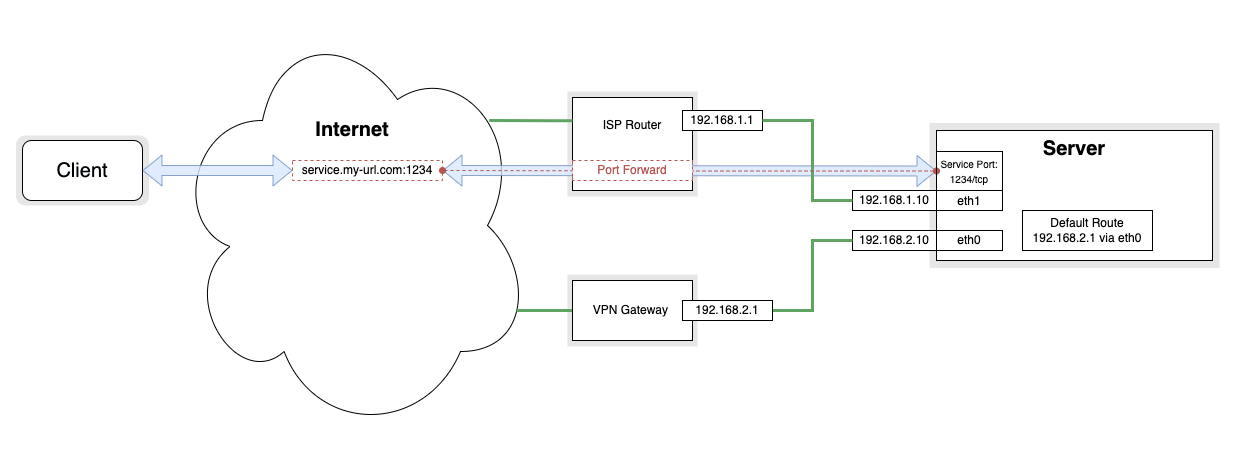 Internet
Client
service.my-url.com:1234
ISP Router
192.168.1.1
Port Forward
Server
Service Port:
1234/tcp
192.168.1.10
eth1
192.168.2.10
eth0
Default Route
192.168.2.1 via eth0
VPN Gateway
192.168.2.1